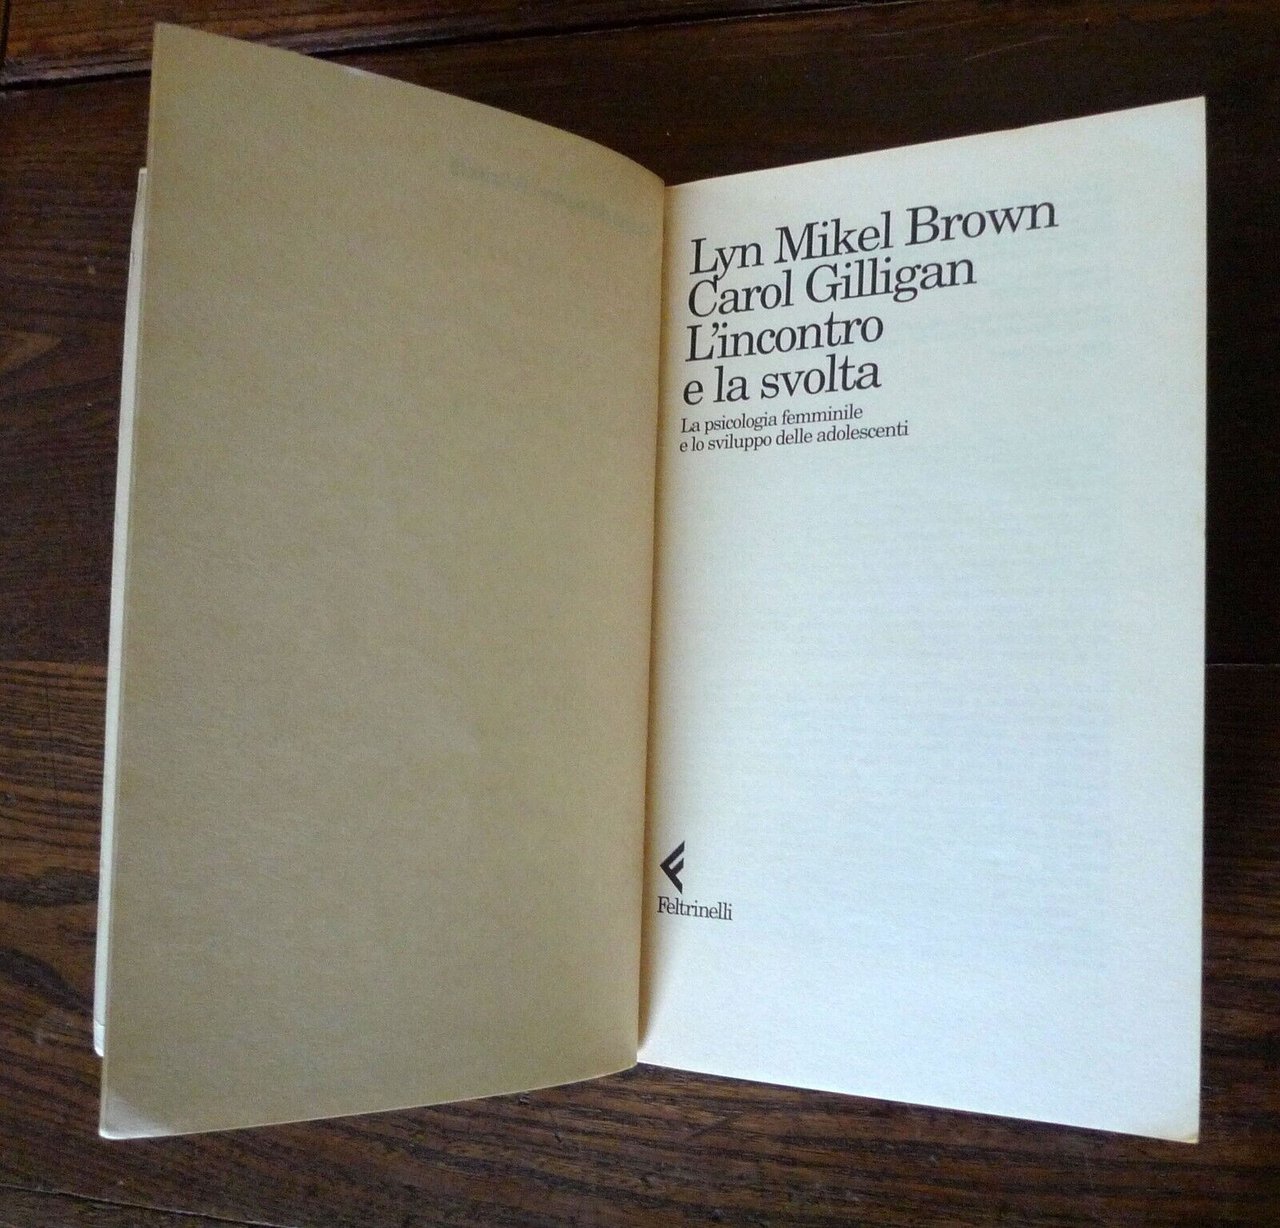 Lyn Mikel Brown
Carol Gilligan
L'incontro
e la svolta
La psicologia femminile
e lo sviluppo delle adolescenti
Feltrinelli